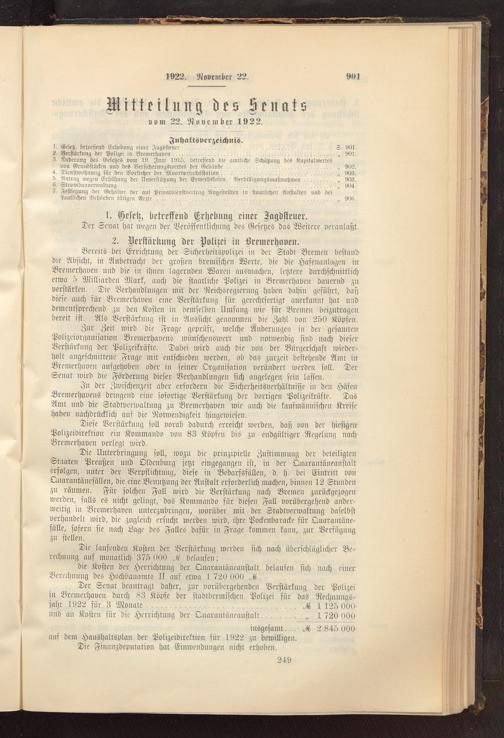 1922. November 22. 901
Mitteilung des Senats
vom 22. November 1922.
Inhaltsverzeichnis.
1. Gesetz, betreffend Erhebung einer Jagdsteuer S. 901.
2. Verstärkung der Polizei in Bremerhaven „ 901.
3. Änderung des Gesetzes vom 19. Juni 1915, betreffend die amtliche Schätzung des Kapitalwertes
von Grundstücken und des Versicherungswertes der Gebäude „ 902.
4. Dienstwohnung für den Vorsteher der Moorversuchsstation „ 903.
5. Antrag wegen Erhöhung der Unterstützung der Erwerbslosen. Verbilligungsmaßnahmen „ 903.
6. Strombauverwaltung „ 904.
7. Festlegung der Gehälter der auf Privatdienstvertrag Angestellten in staatlichen Anstalten und bei
staatlichen Behörden tätigen Ärzte „ 906.
1. Gesetz, betreffend Erhebung einer Jagdsteuer.
Der Senat hat wegen der Veröffentlichung des Gesetzes das Weitere veranlaßt.
2. Verstärkung der Polizei in Bremerhaven.
Bereits bei Errichtung der Sicherheitspolizei in der Stadt Bremen bestand
die Absicht, in Anbetracht der großen bremischen Werte, die die Hafenanlagen in
Bremerhaven und die in ihnen lagernden Waren ausmachen, letztere durchschnittlich
etwa 5 Milliarden Mark, auch die staatliche Polizei in Bremerhaven dauernd zu
verstärken. Die Verhandlungen mit der Reichsregierung haben dahin geführt, daß
diese auch für Bremerhaven eine Verstärkung für gerechtfertigt anerkannt hat und
dementsprechend zu den Kosten in demselben Umfang wie für Bremen beizutragen
bereit ist. Als Verstärkung ist in Aussicht genommen die Zahl von 250 Köpfen.
Zur Zeit wird die Frage geprüft, welche Änderungen in der gesamten
Polizeiorganisation Bremerhavens wünschenswert und notwendig sind nach dieser
Verstärkung der Polizeikräfte. Dabei wird auch die von der Bürgerschaft wieder-
holt angeschnittene Frage mit entschieden werden, ob das zurzeit bestehende Amt in
Bremerhaven aufgehoben oder in seiner Organisation verändert werden soll. Der
Senat wird die Förderung dieser Verhandlungen sich angelegen sein lassen.
In der Zwischenzeit aber erfordern die Sicherheitsverhältnisse in den Häfen
Bremerhavens dringend eine sofortige Verstärkung der dortigen Polizeikräfte. Das
Amt und die Stadtverwaltung zu Bremerhaven wie auch die kaufmännischen Kreise
haben nachdrücklich auf die Notwendigkeit hingewiesen.
Diese Verstärkung soll vorab dadurch erreicht werden, daß von der hiesigen
Polizeidirektion ein Kommando von 83 Köpfen bis zu endgültiger Regelung nach
Bremerhaven verlegt wird.
Die Unterbringung soll, wozu die prinzipielle Zustimmung der beteiligten
Staaten Preußen und Oldenburg jetzt eingegangen ist, in der Quarantäneanstalt
erfolgen, unter der Verpflichtung, diese in Bedarfsfällen, d. h. bei Eintritt von
Quarantänefällen, die eine Benutzung der Anstalt erforderlich machen, binnen 12 Stunden
zu räumen. Für solchen Fall wird die Verstärkung nach Bremen zurückgezogen
werden, falls es nicht gelingt, das Kommando für diesen Fall vorübergehend ander-
weitig in Bremerhaven unterzubringen, worüber mit der Stadtverwaltung daselbst
verhandelt wird, die zugleich ersucht werden wird, ihre Pockenbaracke für Quarantäne-
fälle, sofern sie nach Lage des Falles dafür in Frage kommen kann, zur Verfügung
zu stellen.
Die laufenden Kosten der Verstärkung werden sich nach überschläglicher Be-
rechnung auf monatlich 375 000 ℳ belaufen;
die Kosten der Herrichtung der Quarantäneanstalt belaufen sich nach einer
Berechnung des Hochbauamts II auf etwa 1 720 000 ℳ.
Der Senat beantragt daher, zur vorübergehenden Verstärkung der Polizei
in Bremerhaven durch 83 Köpfe der stadtbremischen Polizei für das Rechnungs-
jahr 1922 für 3 Monate ℳ 1 125 000
und an Kosten für die Herrichtung der Quarantäneanstalt „ 1 720 000
insgesamt ℳ 2 845 000
auf dem Haushaltsplan der Polizeidirektion für 1922 zu bewilligen.
Die Finanzdeputation hat Einwendungen nicht erhoben.
249